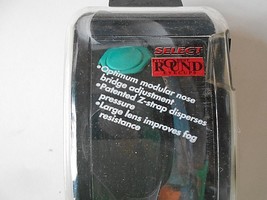 SELECT
ROUND
•Optimum modular nose
bridge adjustment
•Patented Z-strap disperses
pressure
•Large lens improves fog
resistance